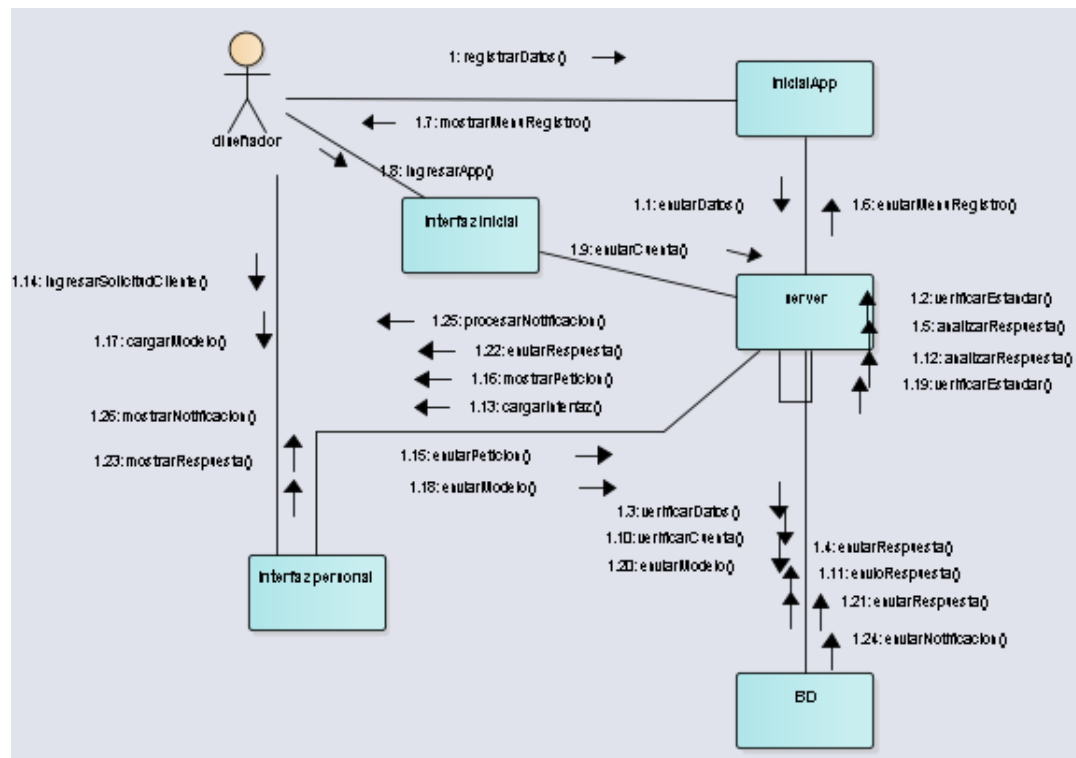 1: registrarDatos()
inicialApp
1.7: mostrarMenuRegistro()
diseñador
1.8: ingresarApp()
1.1: enviarDatos()
1.6: enviarMenuRegistro()
Interfaz inicial
1.9: enviarCuenta()
1.14: ingresarSolicitudCliente()
server
1.2: verificarEstandar()
1.25: procesarNotificacion()
1.5: analizarRespuesta()
1.17: cargarModelo()
1.22: enviarRespuesta()
1.12: analizarRespuesta()
1.16: mostrarPeticion()
1.19: verificarEstandar()
1.13: cargarInterfaz()
1.26: mostrarNotificacion()
1.15: enviarPeticion()
1.23: mostrarRespuesta()
1.18: enviarModelo()
1.3: verificarDatos()
1.10: verificarCuenta()
1.4: enviarRespuesta()
1.20: enviarModelo()
1.11: envioRespuesta()
Interfaz personal
1.21: enviarRespuesta()
1.24: enviarNotificacion()
BD